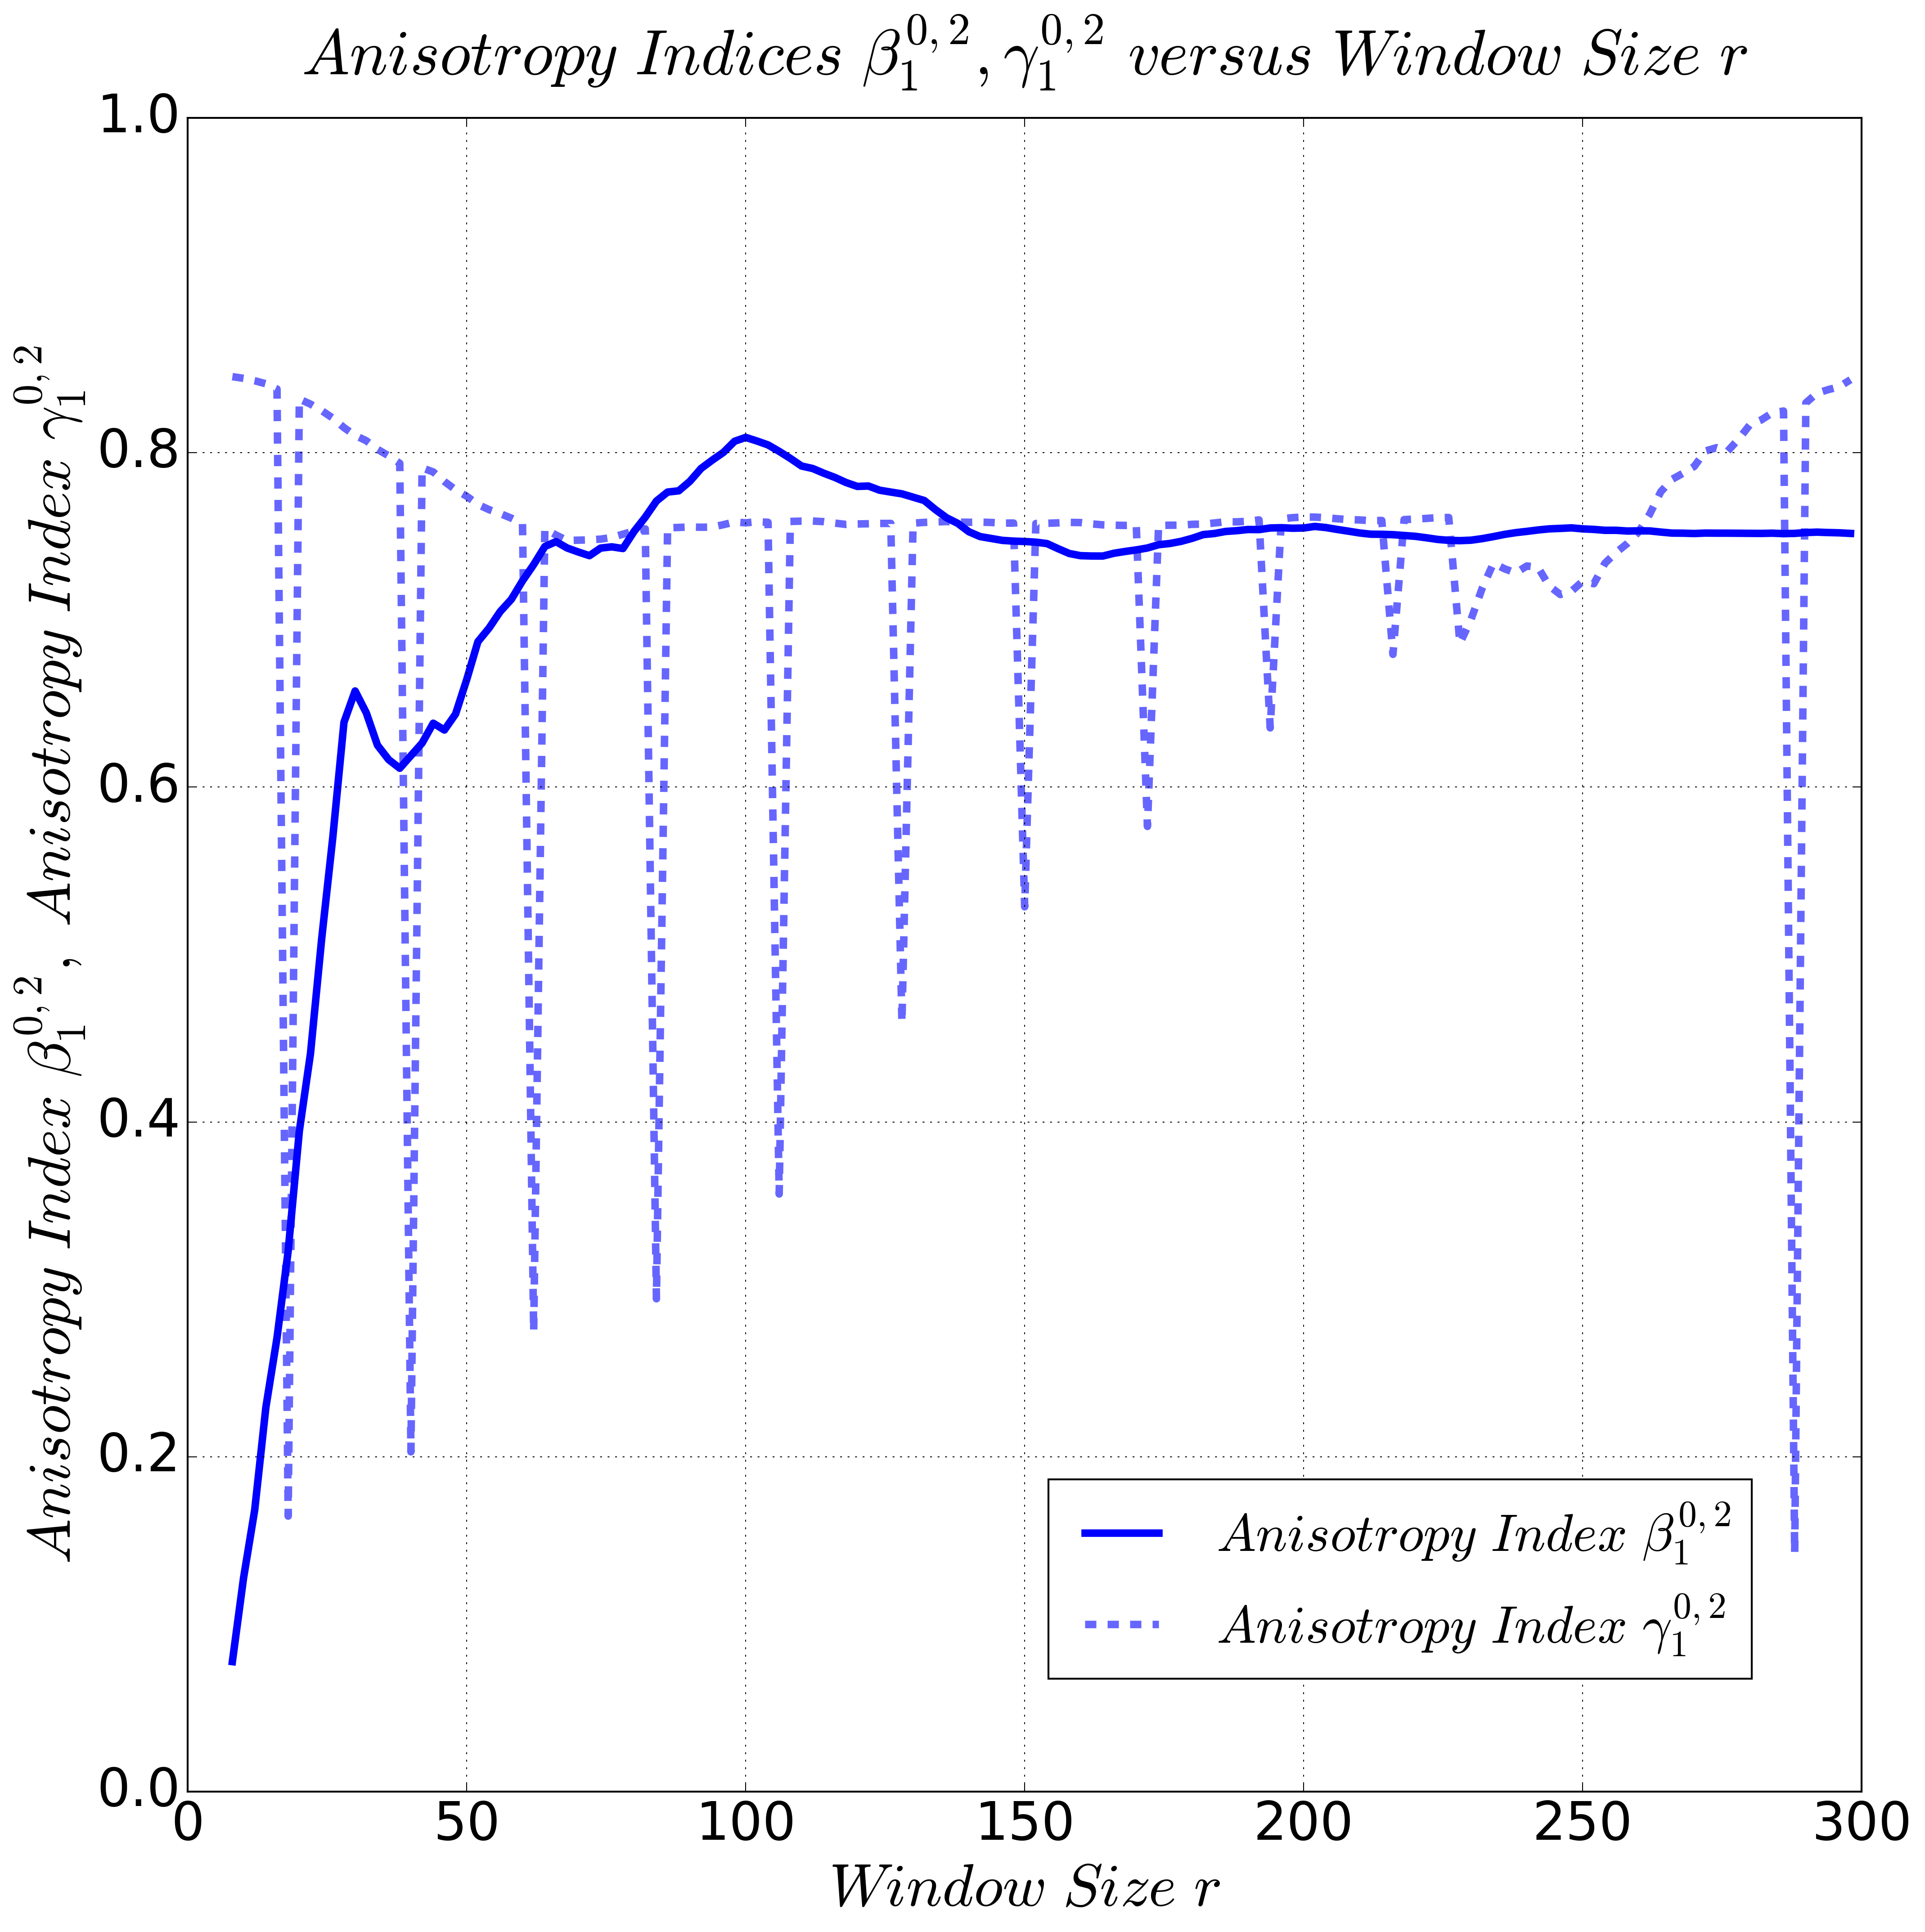 Anisotropy Indices β₁^{0,2}, γ₁^{0,2} versus Window Size r
Anisotropy Index β₁^{0,2}, Anisotropy Index γ₁^{0,2}
1.0
0.8
0.6
0.4
0.2
0.0
0 50 100 150 200 250 300
Window Size r
Anisotropy Index β₁^{0,2}
Anisotropy Index γ₁^{0,2}